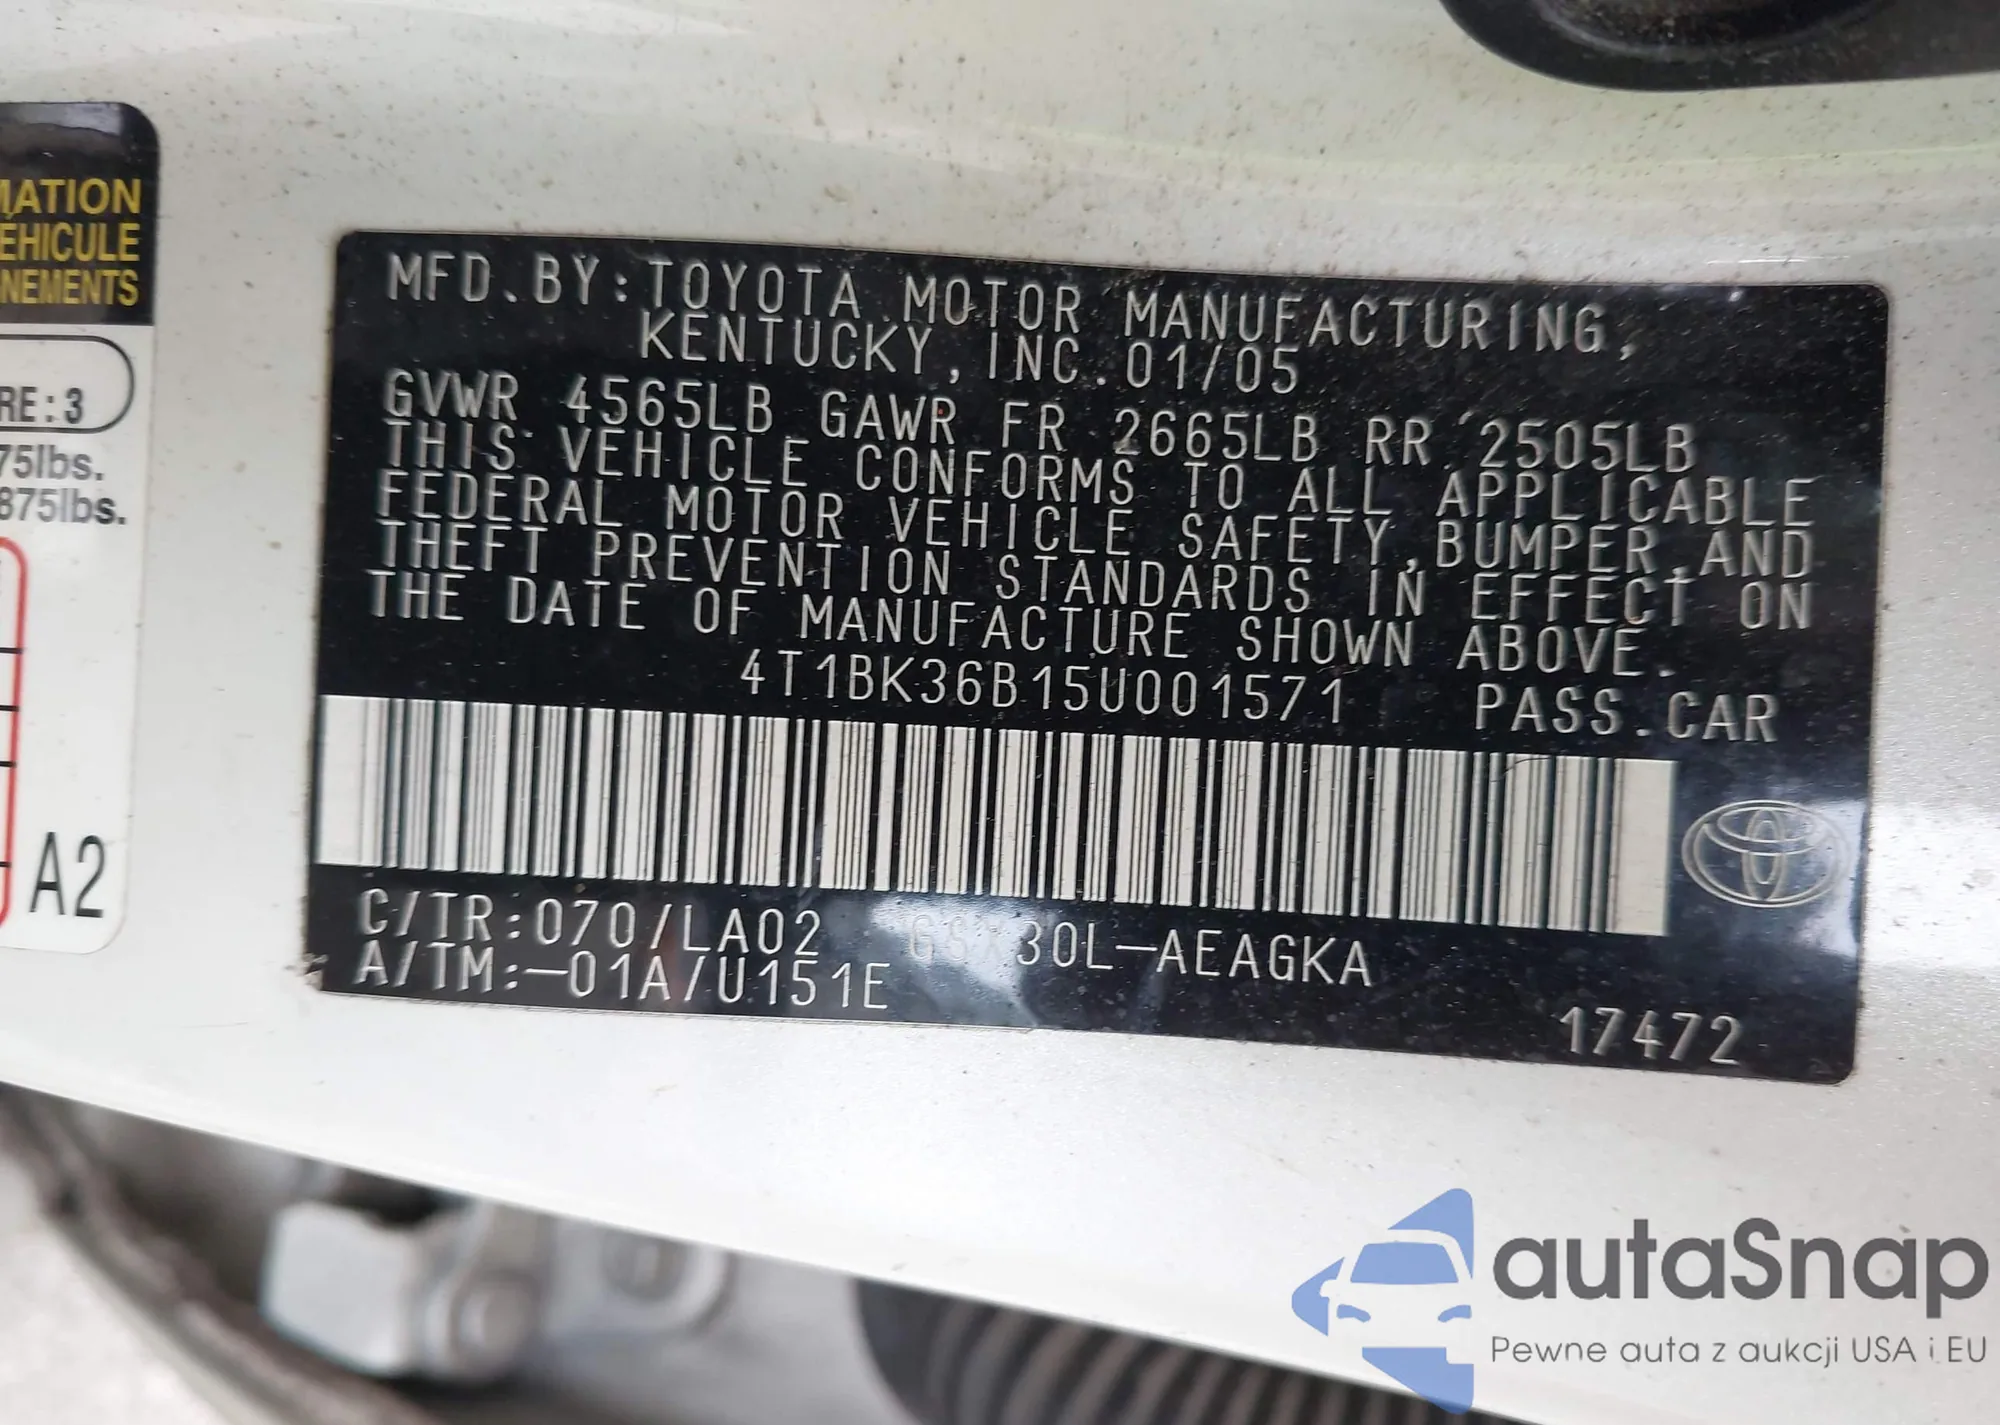 MATION
ÉHICULE
NEMENTS
RE:3
75lbs.
875lbs.
A2
MFD.BY:TOYOTA MOTOR MANUFACTURING,
KENTUCKY,INC.01/05
GVWR 4565LB GAWR FR 2665LB RR 2505LB
THIS VEHICLE CONFORMS TO ALL APPLICABLE
FEDERAL MOTOR VEHICLE SAFETY,BUMPER,AND
THEFT PREVENTION STANDARDS IN EFFECT ON
THE DATE OF MANUFACTURE SHOWN ABOVE.
4T1BK36B15U001571 PASS.CAR
C/TR:070/LA02 GSX30L-AEAGKA
A/TM:-01A/U151E
17472
autaSnap
Pewne auta z aukcji USA i EU